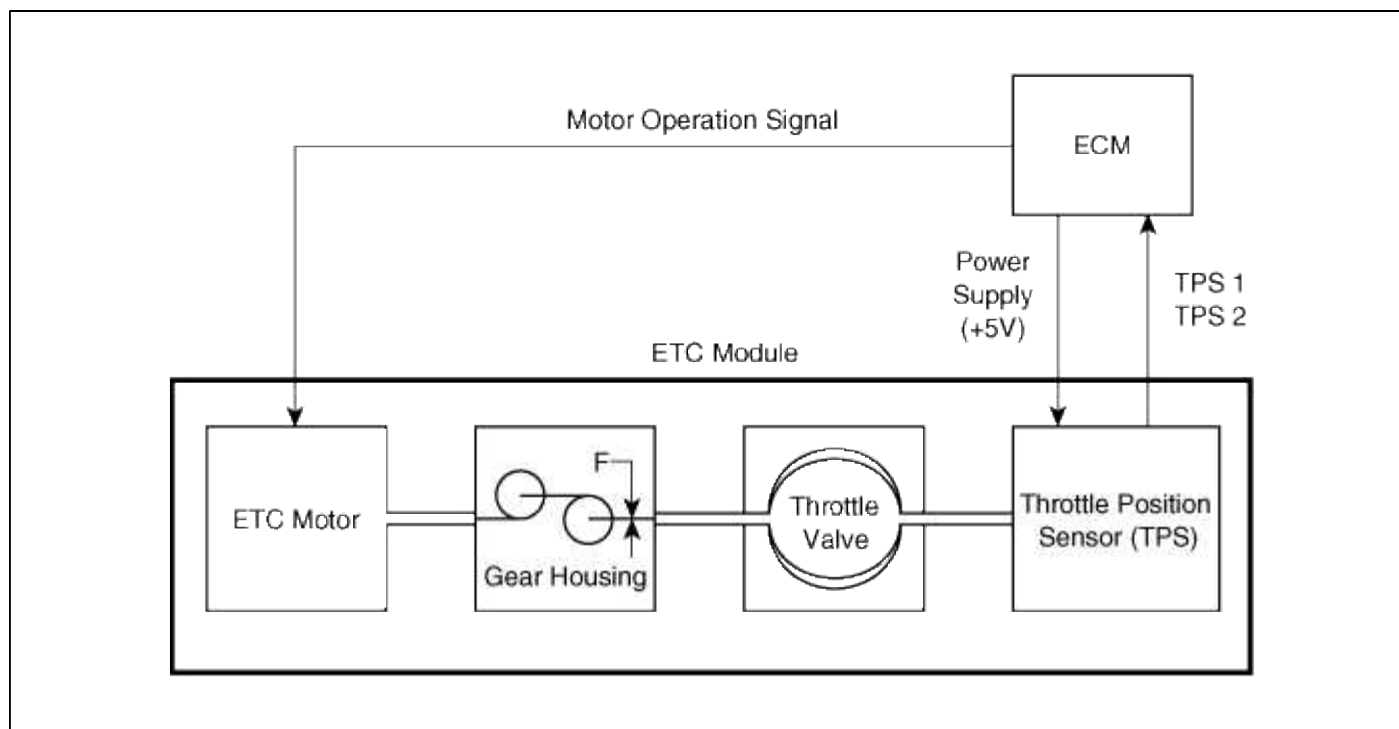 Motor Operation Signal
ECM
Power
Supply
(+5V)
TPS 1
TPS 2
ETC Module
ETC Motor
F
Gear Housing
Throttle
Valve
Throttle Position
Sensor (TPS)